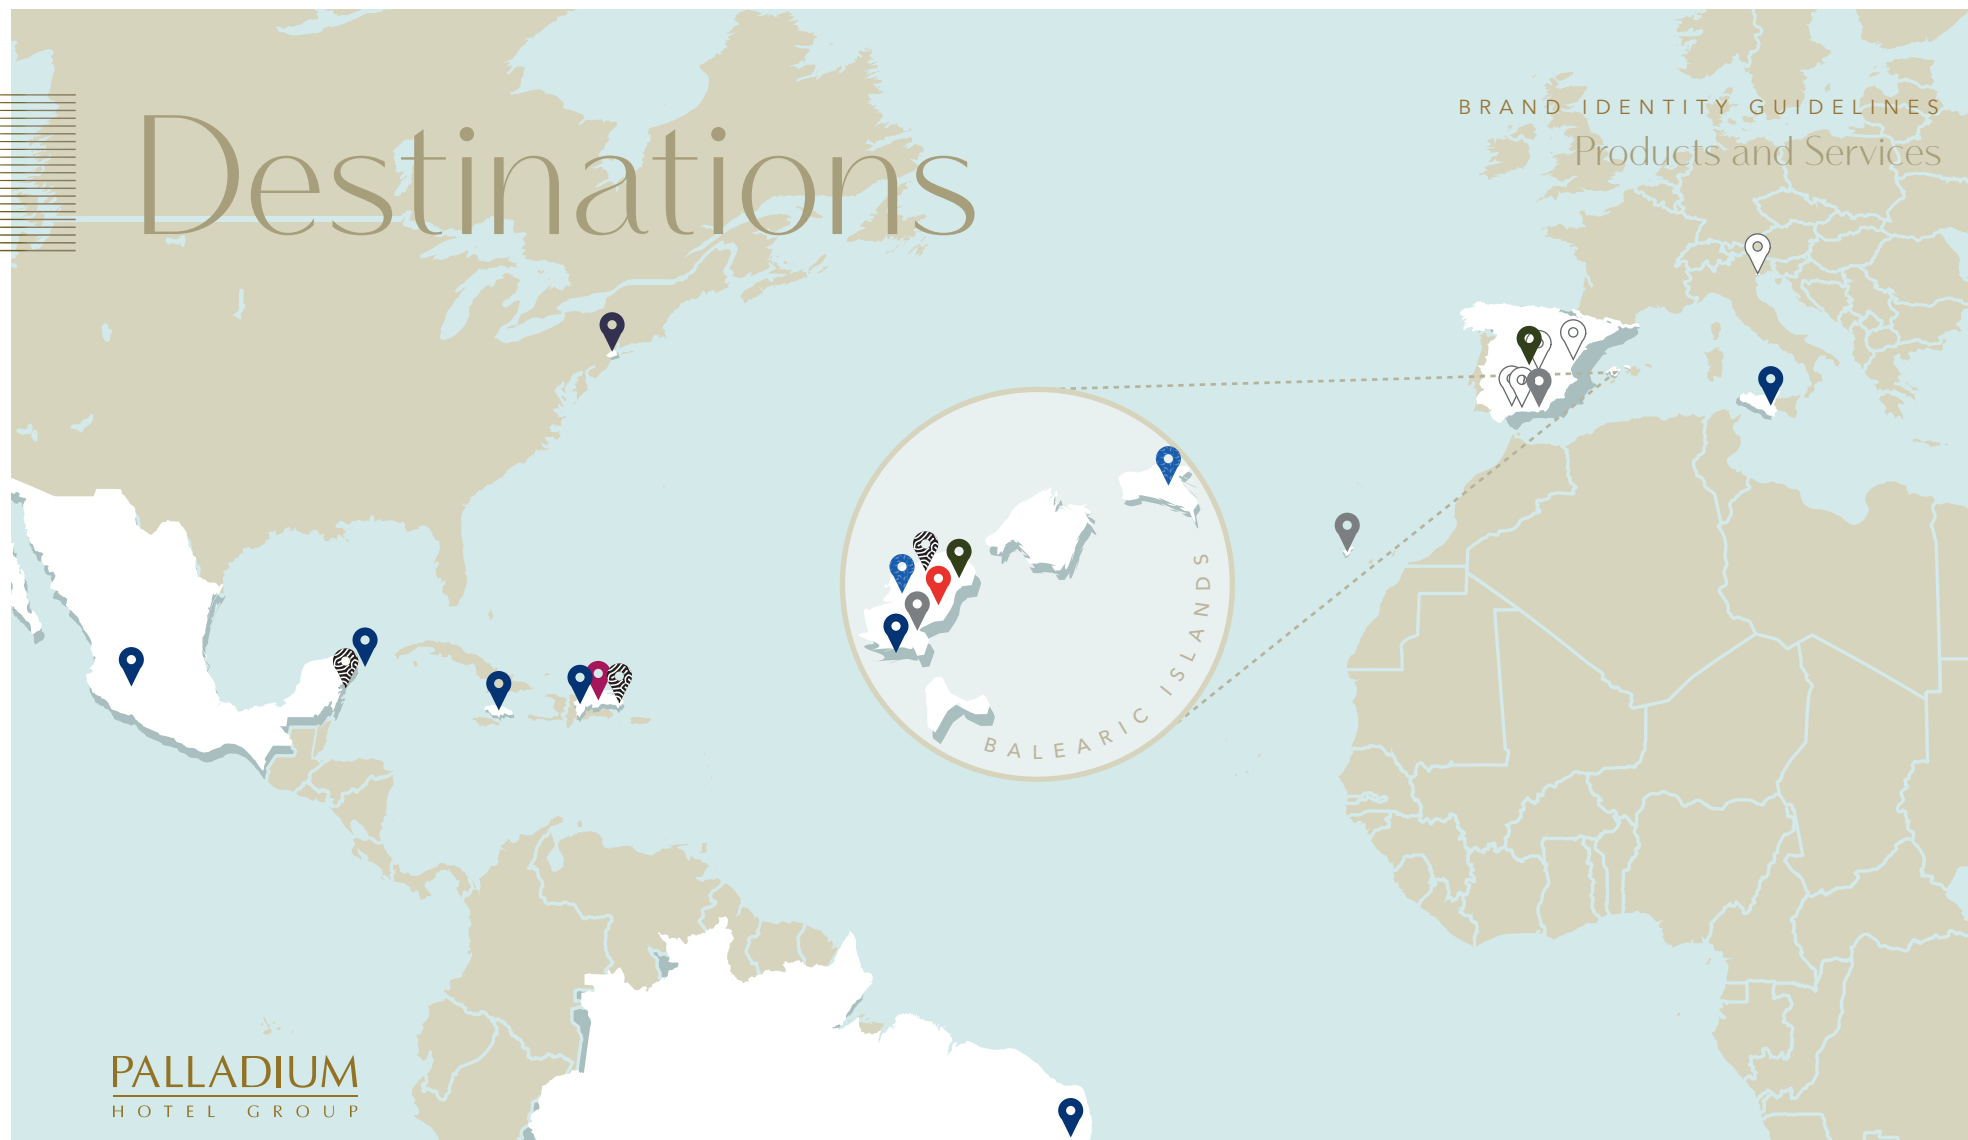 BRAND IDENTITY GUIDELINES
Products and Services
Destinations
BALEARIC ISLANDS
PALLADIUM
HOTEL GROUP